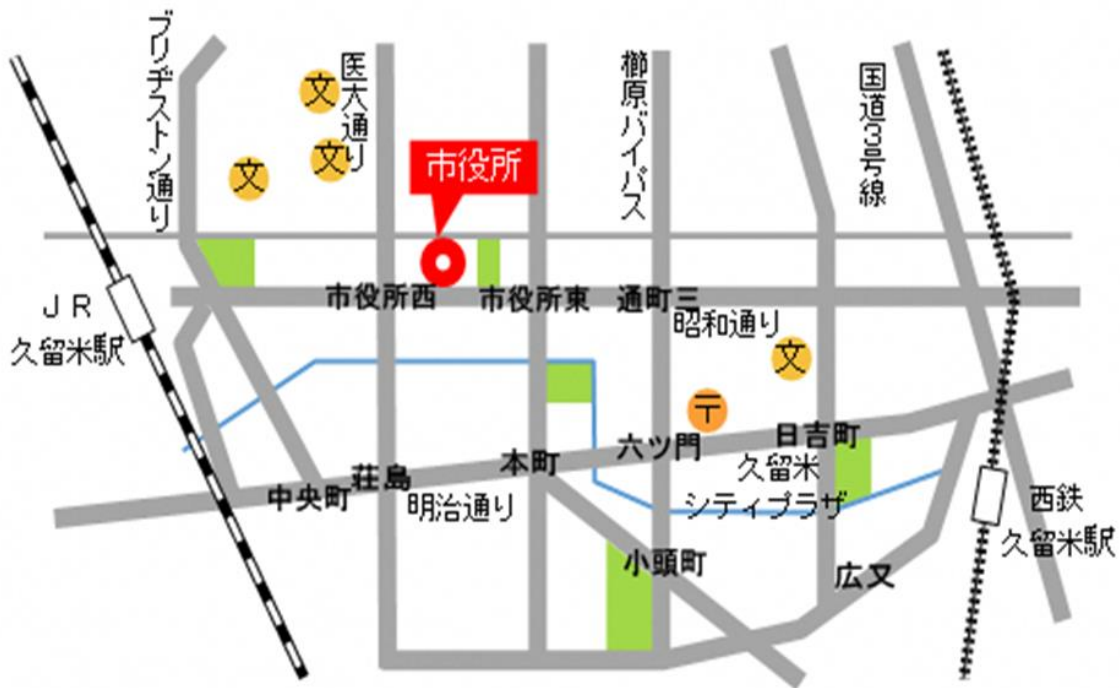 ブリヂストン通り
医大通り
櫛原バイパス
国道3号線
文
文
文
市役所
市役所西
市役所東
通町三
昭和通り
JR
久留米駅
文
〒
日吉町
六ツ門
本町
荘島
中央町
明治通り
久留米
シティプラザ
西鉄
久留米駅
小頭町
広又